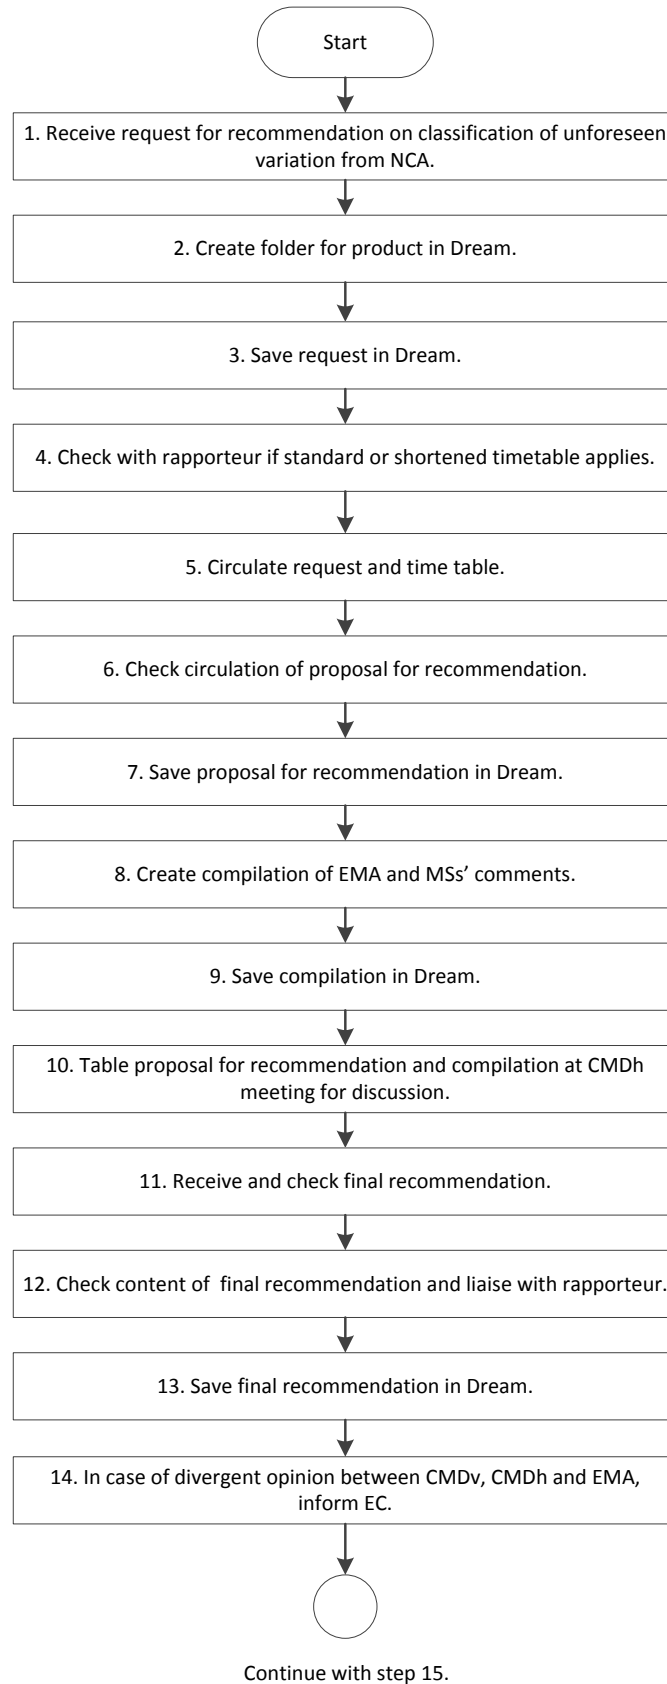 Start
1. Receive request for recommendation on classification of unforeseen
variation from NCA.
2. Create folder for product in Dream.
3. Save request in Dream.
4. Check with rapporteur if standard or shortened timetable applies.
5. Circulate request and time table.
6. Check circulation of proposal for recommendation.
7. Save proposal for recommendation in Dream.
8. Create compilation of EMA and MSs’ comments.
9. Save compilation in Dream.
10. Table proposal for recommendation and compilation at CMDh
meeting for discussion.
11. Receive and check final recommendation.
12. Check content of  final recommendation and liaise with rapporteur.
13. Save final recommendation in Dream.
14. In case of divergent opinion between CMDv, CMDh and EMA,
inform EC.
Continue with step 15.